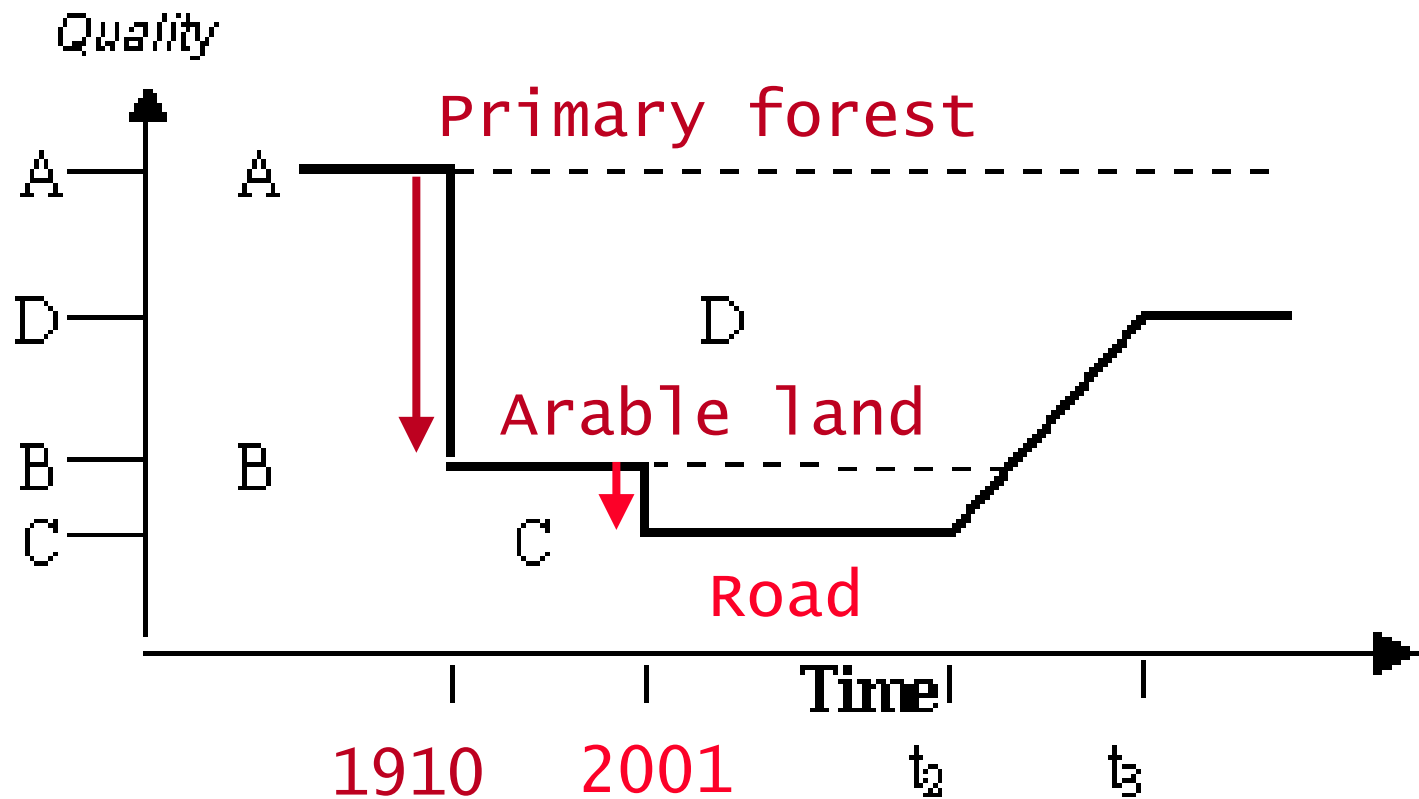 Quality
Primary forest
A A
D D
Arable land
B B
C C
Road
Time
1910 2001 t2 t3